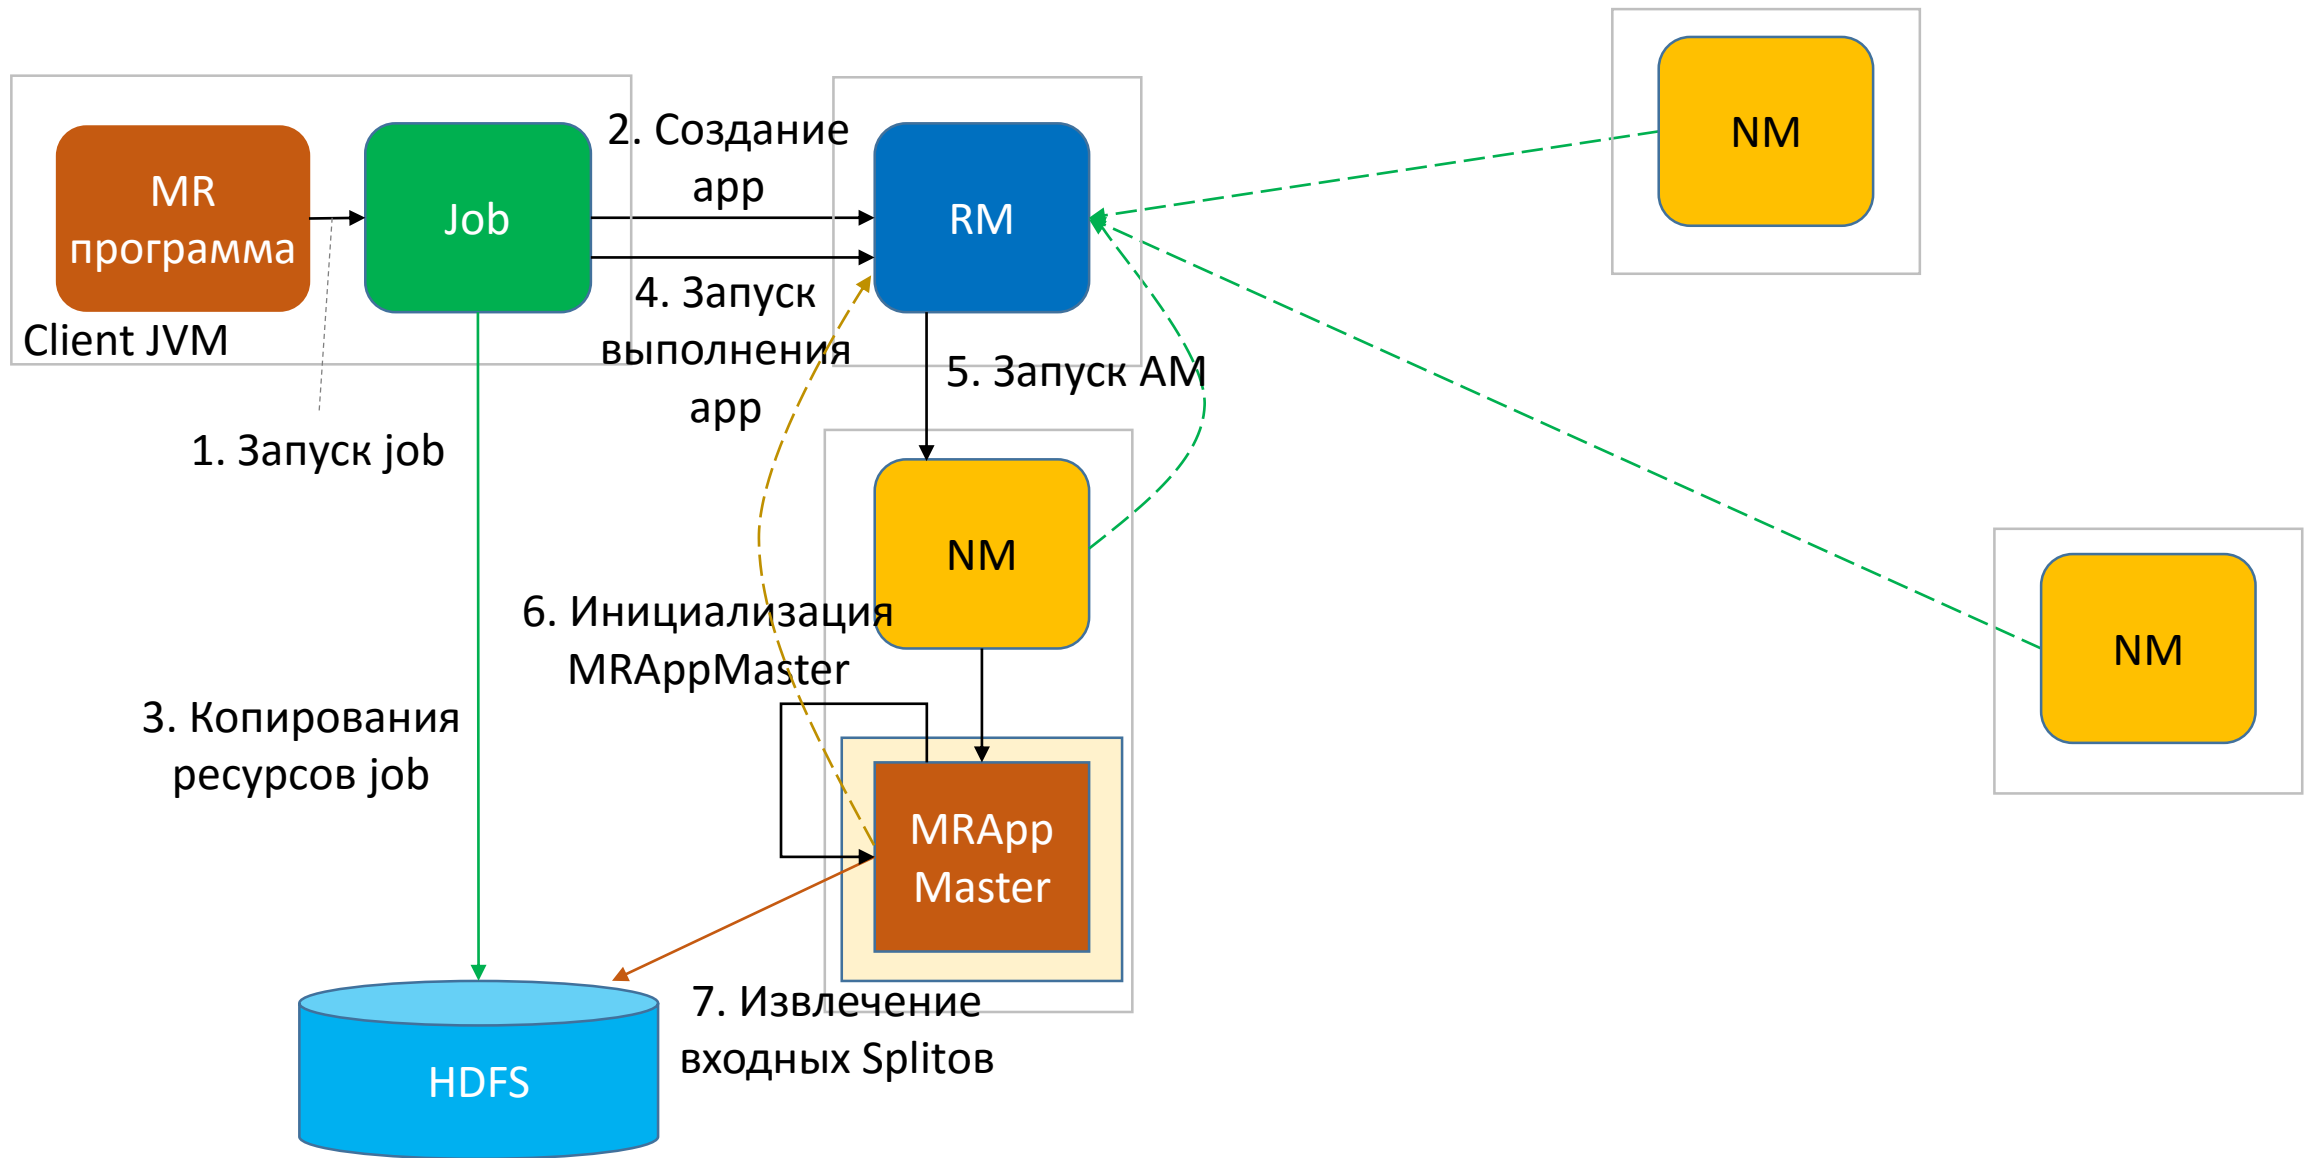 MR
программа
Client JVM
1. Запуск job
Job
2. Создание
app
4. Запуск
выполнения
app
RM
5. Запуск AM
NM
NM
NM
6. Инициализация
MRAppMaster
3. Копирования
ресурсов job
MRApp
Master
7. Извлечение
входных Splitов
HDFS